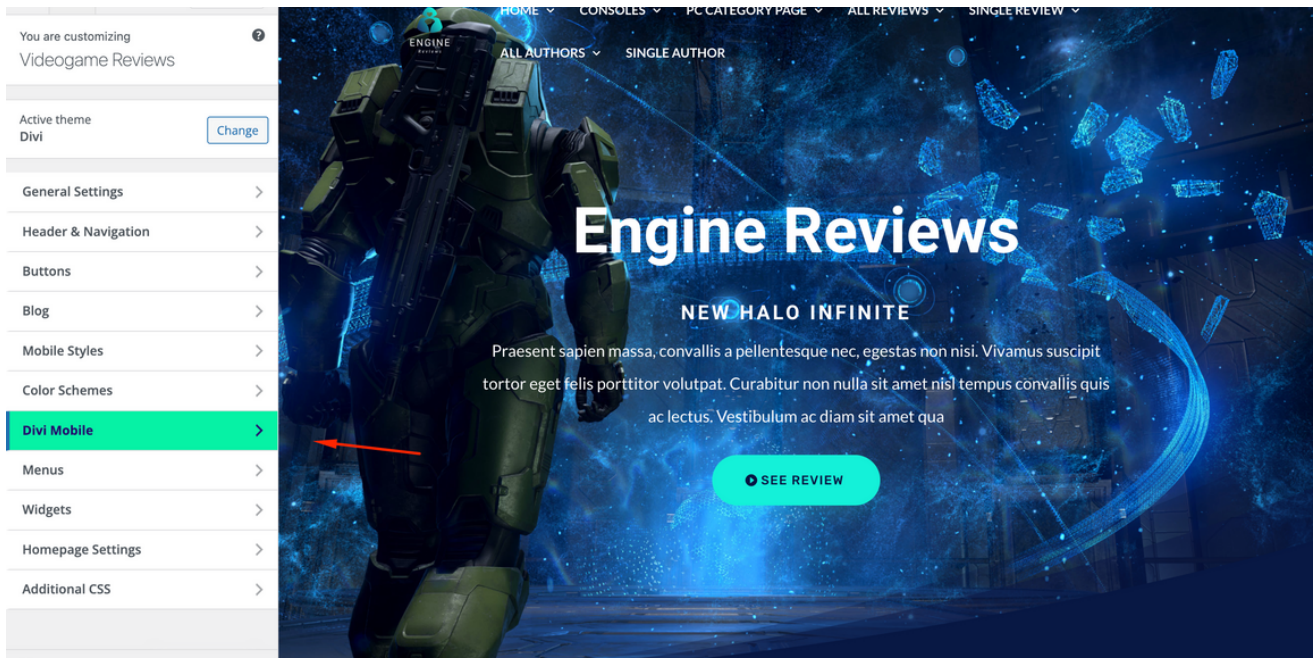 You are customizing
Videogame Reviews
Active theme
Divi
Change
General Settings
Header & Navigation
Buttons
Blog
Mobile Styles
Color Schemes
Divi Mobile
Menus
Widgets
Homepage Settings
Additional CSS
ENGINE
Reviews
HOME CONSOLES PC CATEGORY PAGE ALL REVIEWS SINGLE REVIEW
ALL AUTHORS SINGLE AUTHOR
Engine Reviews
NEW HALO INFINITE
Praesent sapien massa, convallis a pellentesque nec, egestas non nisi. Vivamus suscipit
tortor eget felis porttitor volutpat. Curabitur non nulla sit amet nisl tempus convallis quis
ac lectus. Vestibulum ac diam sit amet qua
SEE REVIEW